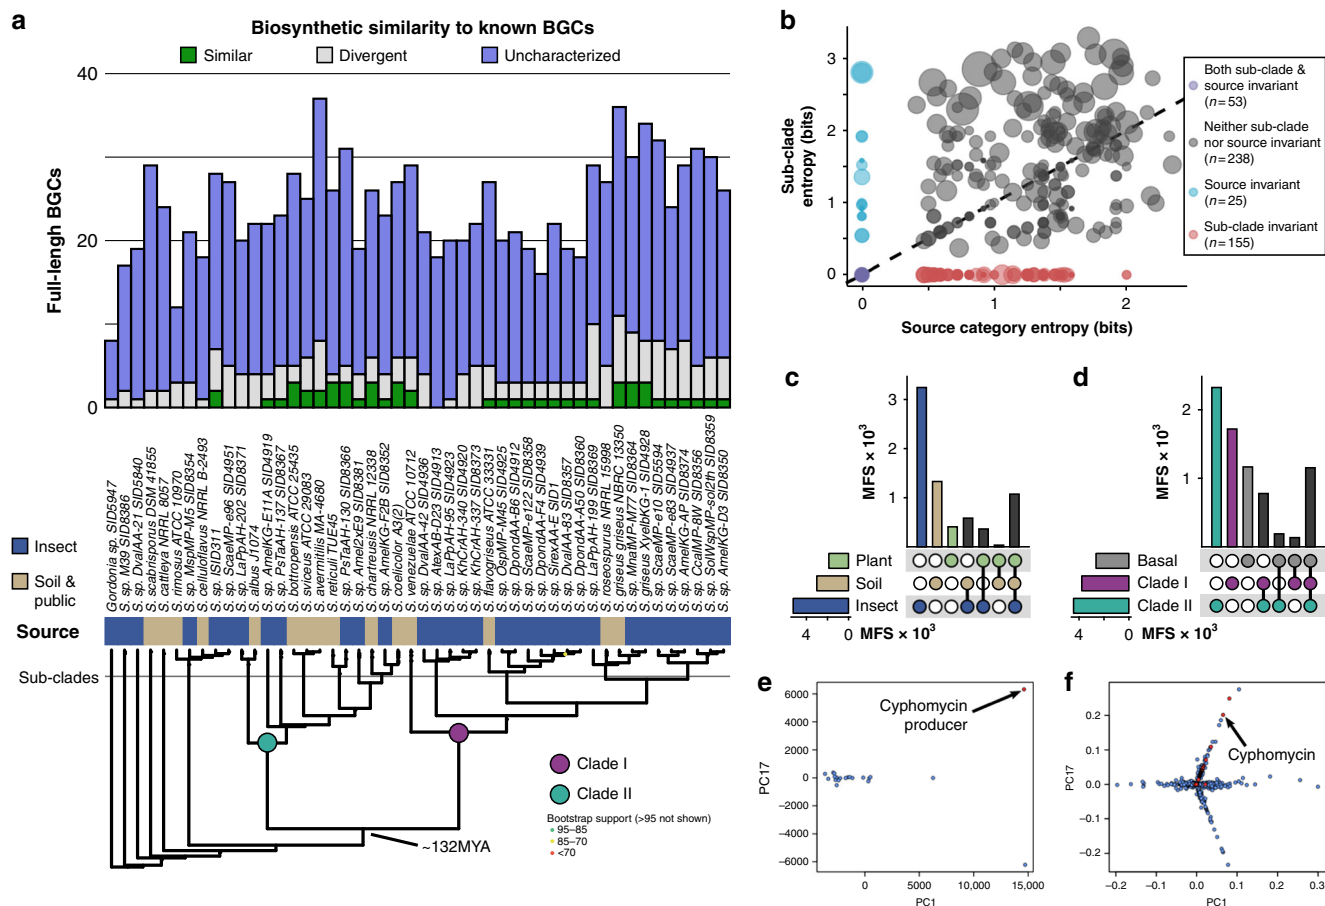 a
Biosynthetic similarity to known BGCs
Similar
Divergent
Uncharacterized
Full-lengh BGCs
40
20
0
Gordonia sp. SID5947
S. sp. M39 SID8386
S. sp. DvalAA-21 SID5840
S. scabrisporus DSM 41855
S. cattleya NRRL 8057
S. rimosus ATCC 10970
S. sp. MspMP-M5 SID8354
S. celluloflavus NRRL B-2493
S. sp. ISID311
S. sp. ScaeMP-e96 SID4951
S. sp. LaPpAH-202 SID8371
S. albus J1074
S. sp. AmelKG-E11A SID4919
S. sp. PsTaAH-137 SID8367
S. bottropensis ATCC 25435
S. sviceus ATCC 29083
S. avermitilis MA-4680
S. reticuli TUE45
S. sp. PstaAH-130 SID8366
S. sp. Amel2xE9 SID8381
S. chartreusis NRRL 12338
S. sp. AmelKG-F2B SID8352
S. coelicolor A3(2)
S. venezuelae ATCC 10712
S. sp. DvalAA-42 SID4936
S. sp. AtexAB-D23 SID4913
S. sp. LaPpAH-95 SID4923
S. sp. KhCrAH-340 SID4920
S. sp. KhCrAH-337 SID8373
S. flavogriseus ATCC 33331
S. sp. OspMP-M45 SID4925
S. sp. DpondAA-B6 SID4912
S. sp. ScaeMP-e122 SID8358
S. sp. DpondAA-F4 SID4939
S. sp. SirexAA-E SID1
S. sp. DvalAA-83 SID8357
S. sp. DpondAA-A50 SID8360
S. sp. LaPpAH-199 SID8369
S. roseospurus NRRL 15998
S. griseus griseus NBRC 13350
S. sp. MnatMP-M77 SID8364
S. griseus XyelbKG-1 SID4928
S. sp. ScaeMP-e10 SID5594
S. sp. ScaeMP-e83 SID4937
S. sp. AmelKG-AP SID8374
S. sp. CcalMP-8W SID8356
S. sp. SolWspMP-sol2th SID8359
S. sp. AmelKG-D3 SID8350
Insect
Soil &
public
Source
Sub-clades
Clade I
Clade II
Bootstrap support (>95 not shown)
95–85
85–70
<70
~132MYA
b
Sub-clade
entropy (bits)
3
2
1
0
0
1
2
Source category entropy (bits)
Both sub-clade &
source invariant
(n = 53)
Neither sub-clade
nor source invariant
(n = 238)
Source invariant
(n = 25)
Sub-clade invariant
(n = 155)
c
MFS × 10³
3
2
1
Plant
Soil
Insect
4
0
MFS × 10³
d
MFS × 10³
2
1
Basal
Clade I
Clade II
4
0
MFS × 10³
e
PC17
6000
4000
2000
0
−2000
−4000
−6000
Cyphomycin
producer
0
5000
10,000
15,000
PC1
f
PC17
0.2
0.1
0.0
−0.1
−0.2
Cyphomycin
−0.2
−0.1
0.0
0.1
0.2
0.3
PC1